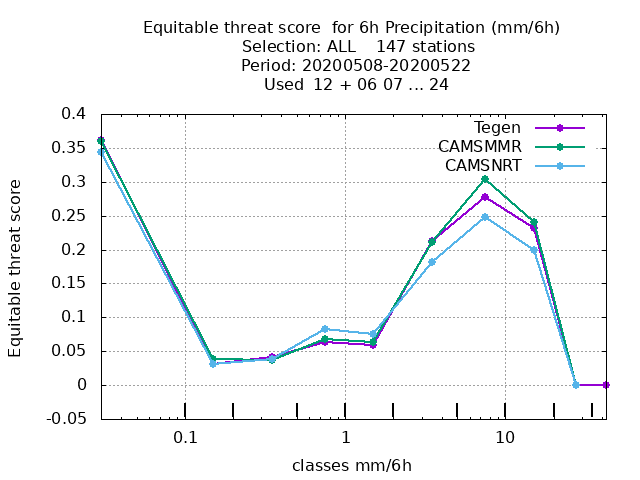 Equitable threat score  for 6h Precipitation (mm/6h)
Selection: ALL    147 stations
Period: 20200508-20200522
Used  12 + 06 07 ... 24
Tegen
CAMSMMR
CAMSNRT
0.4
0.35
0.3
0.25
0.2
0.15
0.1
0.05
0
-0.05
Equitable threat score
0.1 1 10
classes mm/6h